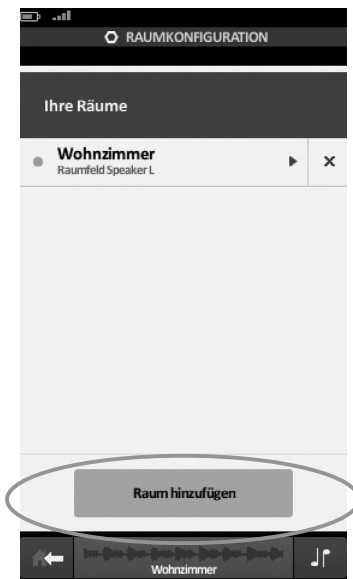 RAUMKONFIGURATION
Ihre Räume
Wohnzimmer
Raumfeld Speaker L
Raum hinzufügen
Wohnzimmer